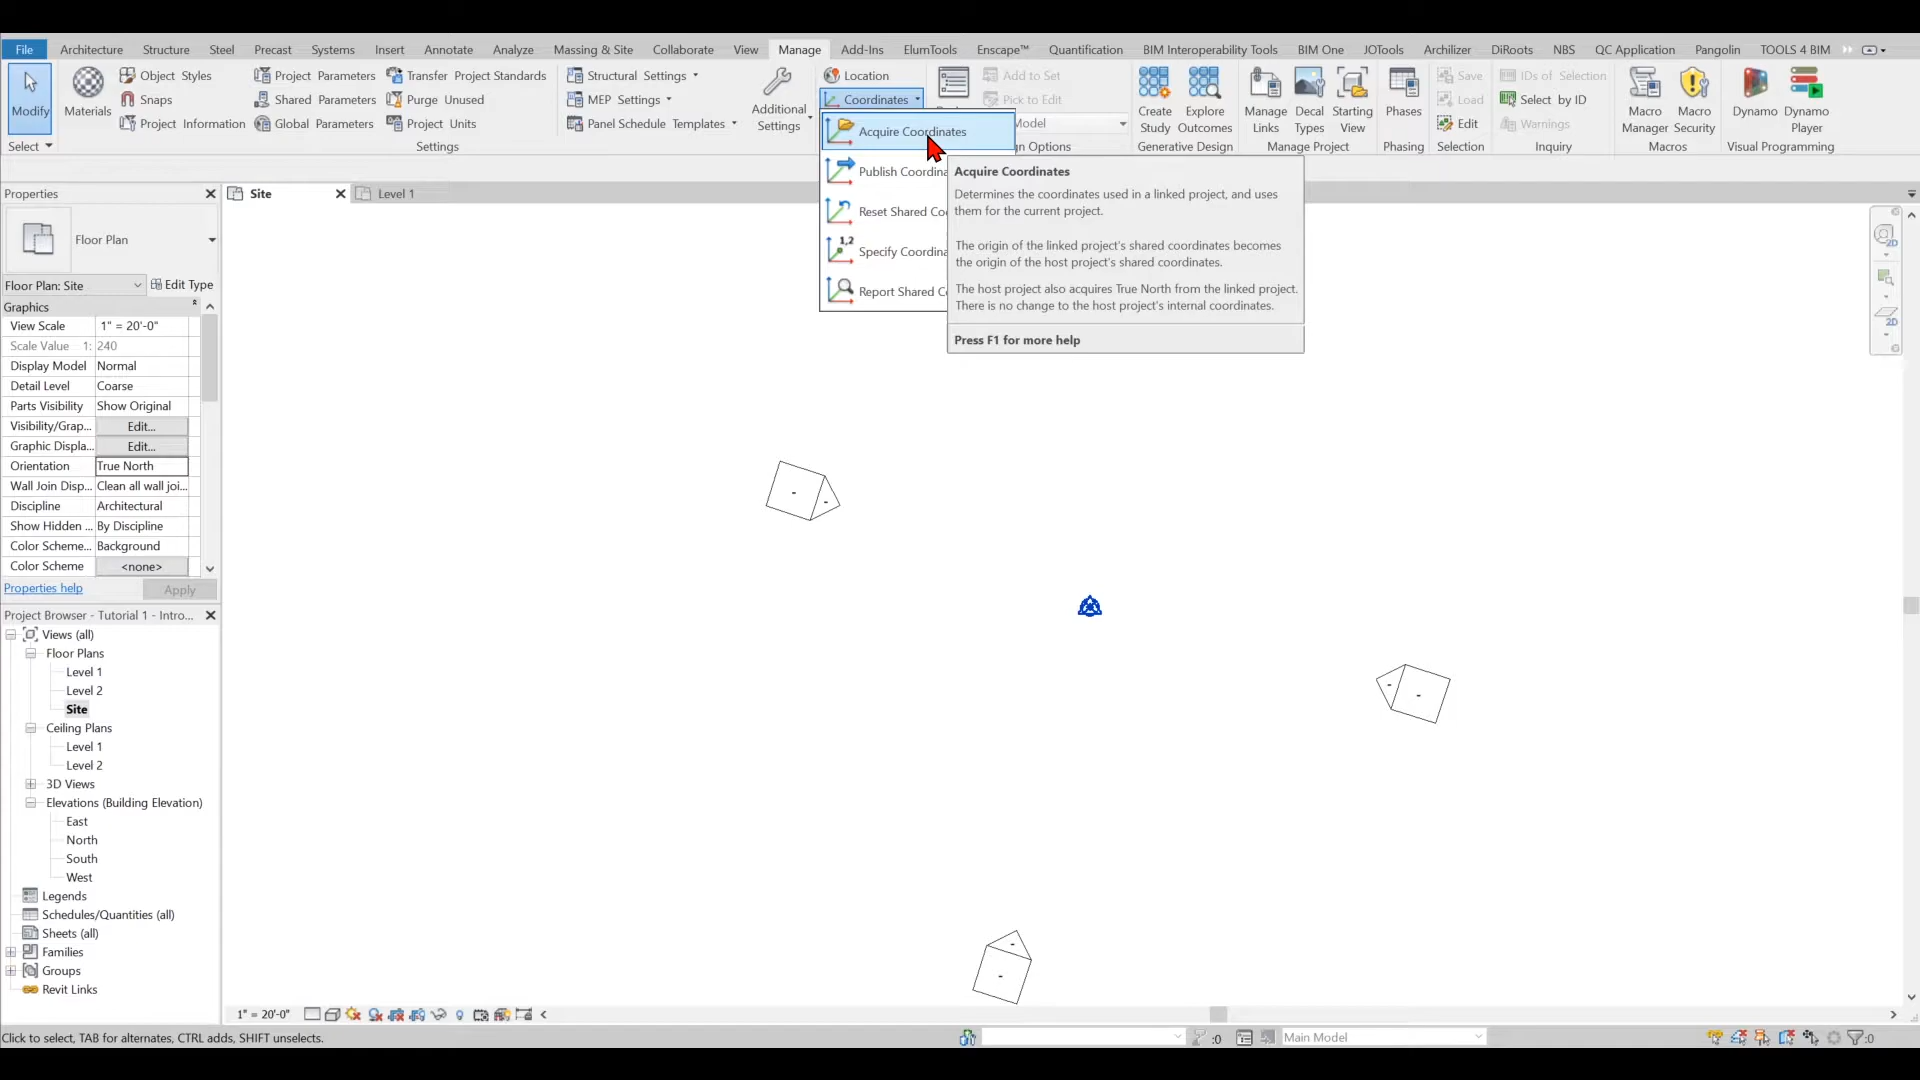 File Architecture Structure Steel Precast Systems Insert Annotate Analyze Massing & Site Collaborate View Manage Add-Ins ElumTools Enscape™ Quantification BIM Interoperability Tools BIM One JOTools Archilizer DiRoots NBS QC Application Pangolin TOOLS 4 BIM
Object Styles Project Parameters Transfer Project Standards Structural Settings Location Add to Set Save IDs of Selection
Snaps Shared Parameters Purge Unused MEP Settings Coordinates Pick to Edit Load Select by ID
Modify Materials Additional Settings Create Study Explore Outcomes Manage Links Decal Types Starting View Phases Macro Manager Macro Security Dynamo Dynamo Player
Project Information Global Parameters Project Units Panel Schedule Templates Edit Warnings
Select Settings Generative Design Manage Project Phasing Selection Inquiry Macros Visual Programming
Acquire Coordinates
Publish Coordina
Reset Shared Co
Specify Coordina
Report Shared C
Model
n Options
Acquire Coordinates
Determines the coordinates used in a linked project, and uses
them for the current project.
The origin of the linked project's shared coordinates becomes
the origin of the host project's shared coordinates.
The host project also acquires True North from the linked project.
There is no change to the host project's internal coordinates.
Press F1 for more help
Properties
Site
Level 1
Floor Plan
Floor Plan: Site Edit Type
Graphics
View Scale 1" = 20'-0"
Scale Value 1: 240
Display Model Normal
Detail Level Coarse
Parts Visibility Show Original
Visibility/Grap... Edit...
Graphic Displa... Edit...
Orientation True North
Wall Join Disp... Clean all wall joi...
Discipline Architectural
Show Hidden ... By Discipline
Color Scheme... Background
Color Scheme <none>
Properties help Apply
Project Browser - Tutorial 1 - Intro...
Views (all)
Floor Plans
Level 1
Level 2
Site
Ceiling Plans
Level 1
Level 2
3D Views
Elevations (Building Elevation)
East
North
South
West
Legends
Schedules/Quantities (all)
Sheets (all)
Families
Groups
Revit Links
1" = 20'-0"
Click to select, TAB for alternates, CTRL adds, SHIFT unselects.
:0
Main Model
:0
2D
2D